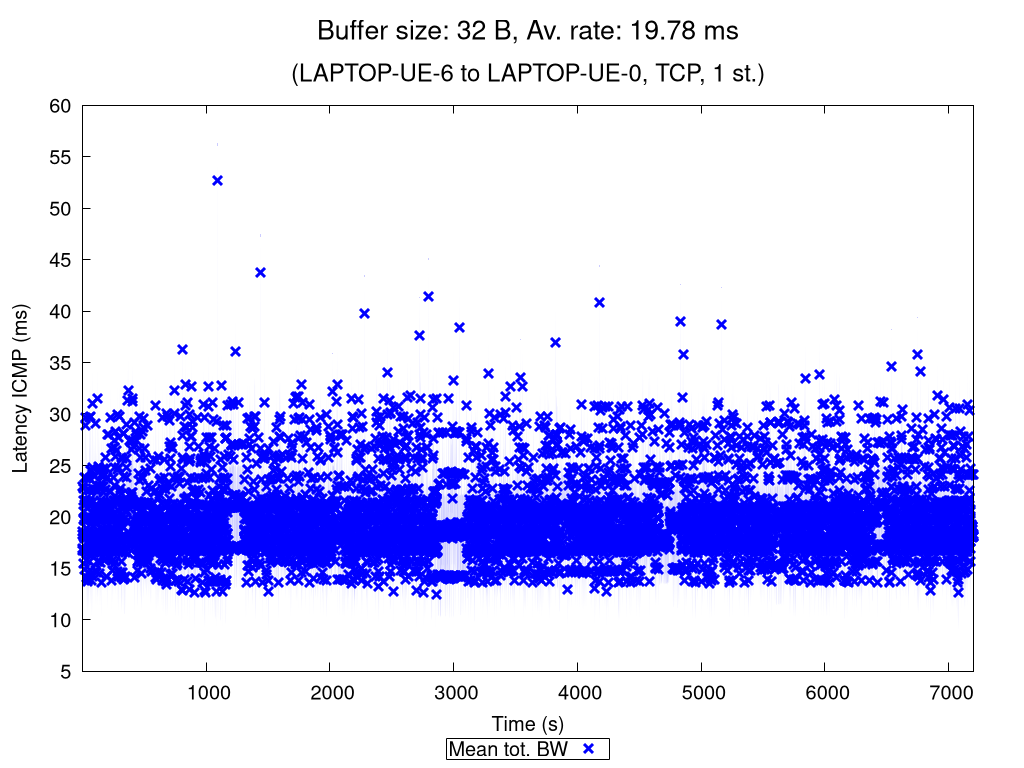 Buffer size: 32 B, Av. rate: 19.78 ms
(LAPTOP-UE-6 to LAPTOP-UE-0, TCP, 1 st.)
60
55
50
45
40
35
30
25
20
15
10
5
Latency ICMP (ms)
1000 2000 3000 4000 5000 6000 7000
Time (s)
Mean tot. BW